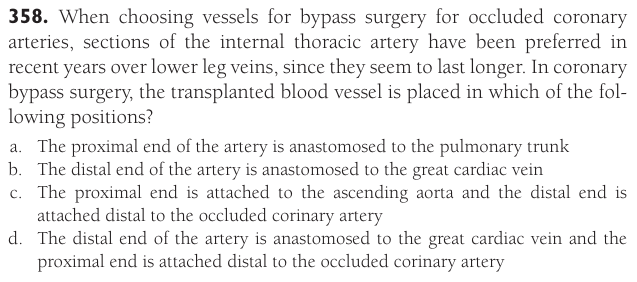 358. When choosing vessels for bypass surgery for occluded coronary
arteries, sections of the internal thoracic artery have been preferred in
recent years over lower leg veins, since they seem to last longer. In coronary
bypass surgery, the transplanted blood vessel is placed in which of the fol-
lowing positions?
a. The proximal end of the artery is anastomosed to the pulmonary trunk
b. The distal end of the artery is anastomosed to the great cardiac vein
c. The proximal end is attached to the ascending aorta and the distal end is
attached distal to the occluded corinary artery
d. The distal end of the artery is anastomosed to the great cardiac vein and the
proximal end is attached distal to the occluded corinary artery